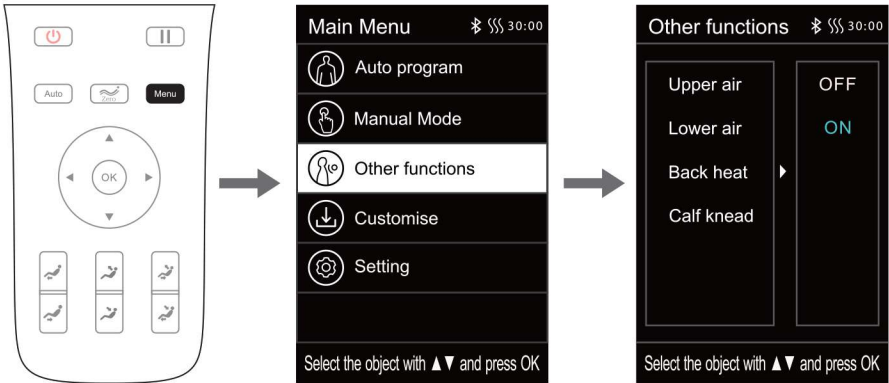 Auto
Zero
Menu
OK
Main Menu 30:00
Auto program
Manual Mode
Other functions
Customise
Setting
Select the object with ▲▼ and press OK
Other functions 30:00
Upper air OFF
Lower air ON
Back heat
Calf knead
Select the object with ▲▼ and press OK